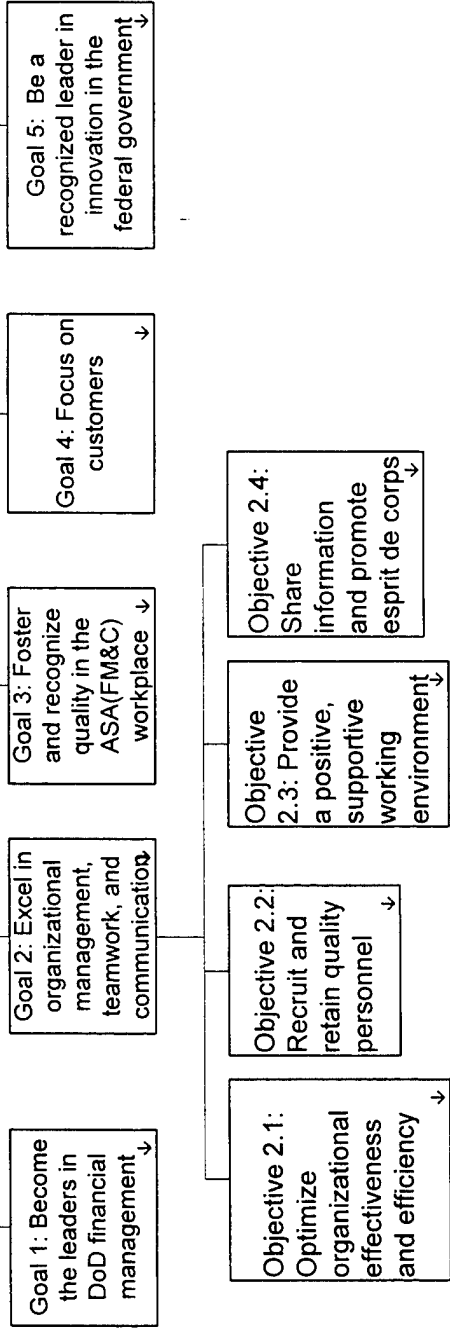 Goal 1: Become
the leaders in
DoD financial
management
Goal 2: Excel in
organizational
management,
teamwork, and
communication
Goal 3: Foster
and recognize
quality in the
ASA(FM&C)
workplace
Goal 4: Focus on
customers
Goal 5: Be a
recognized leader in
innovation in the
federal government
Objective 2.1:
Optimize
organizational
effectiveness
and efficiency
Objective 2.2:
Recruit and
retain quality
personnel
Objective
2.3: Provide
a positive,
supportive
working
environment
Objective 2.4:
Share
information
and promote
esprit de corps